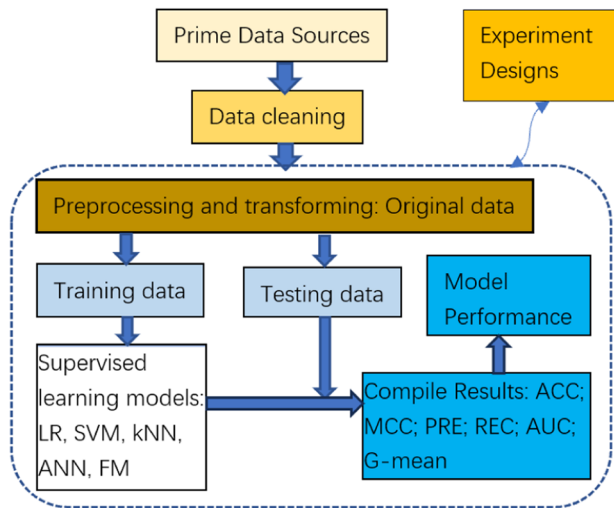 Prime Data Sources
Experiment
Designs
Data cleaning
Preprocessing and transforming: Original data
Training data
Testing data
Model
Performance
Supervised
learning models:
LR, SVM, kNN,
ANN, FM
Compile Results: ACC;
MCC; PRE; REC; AUC;
G-mean